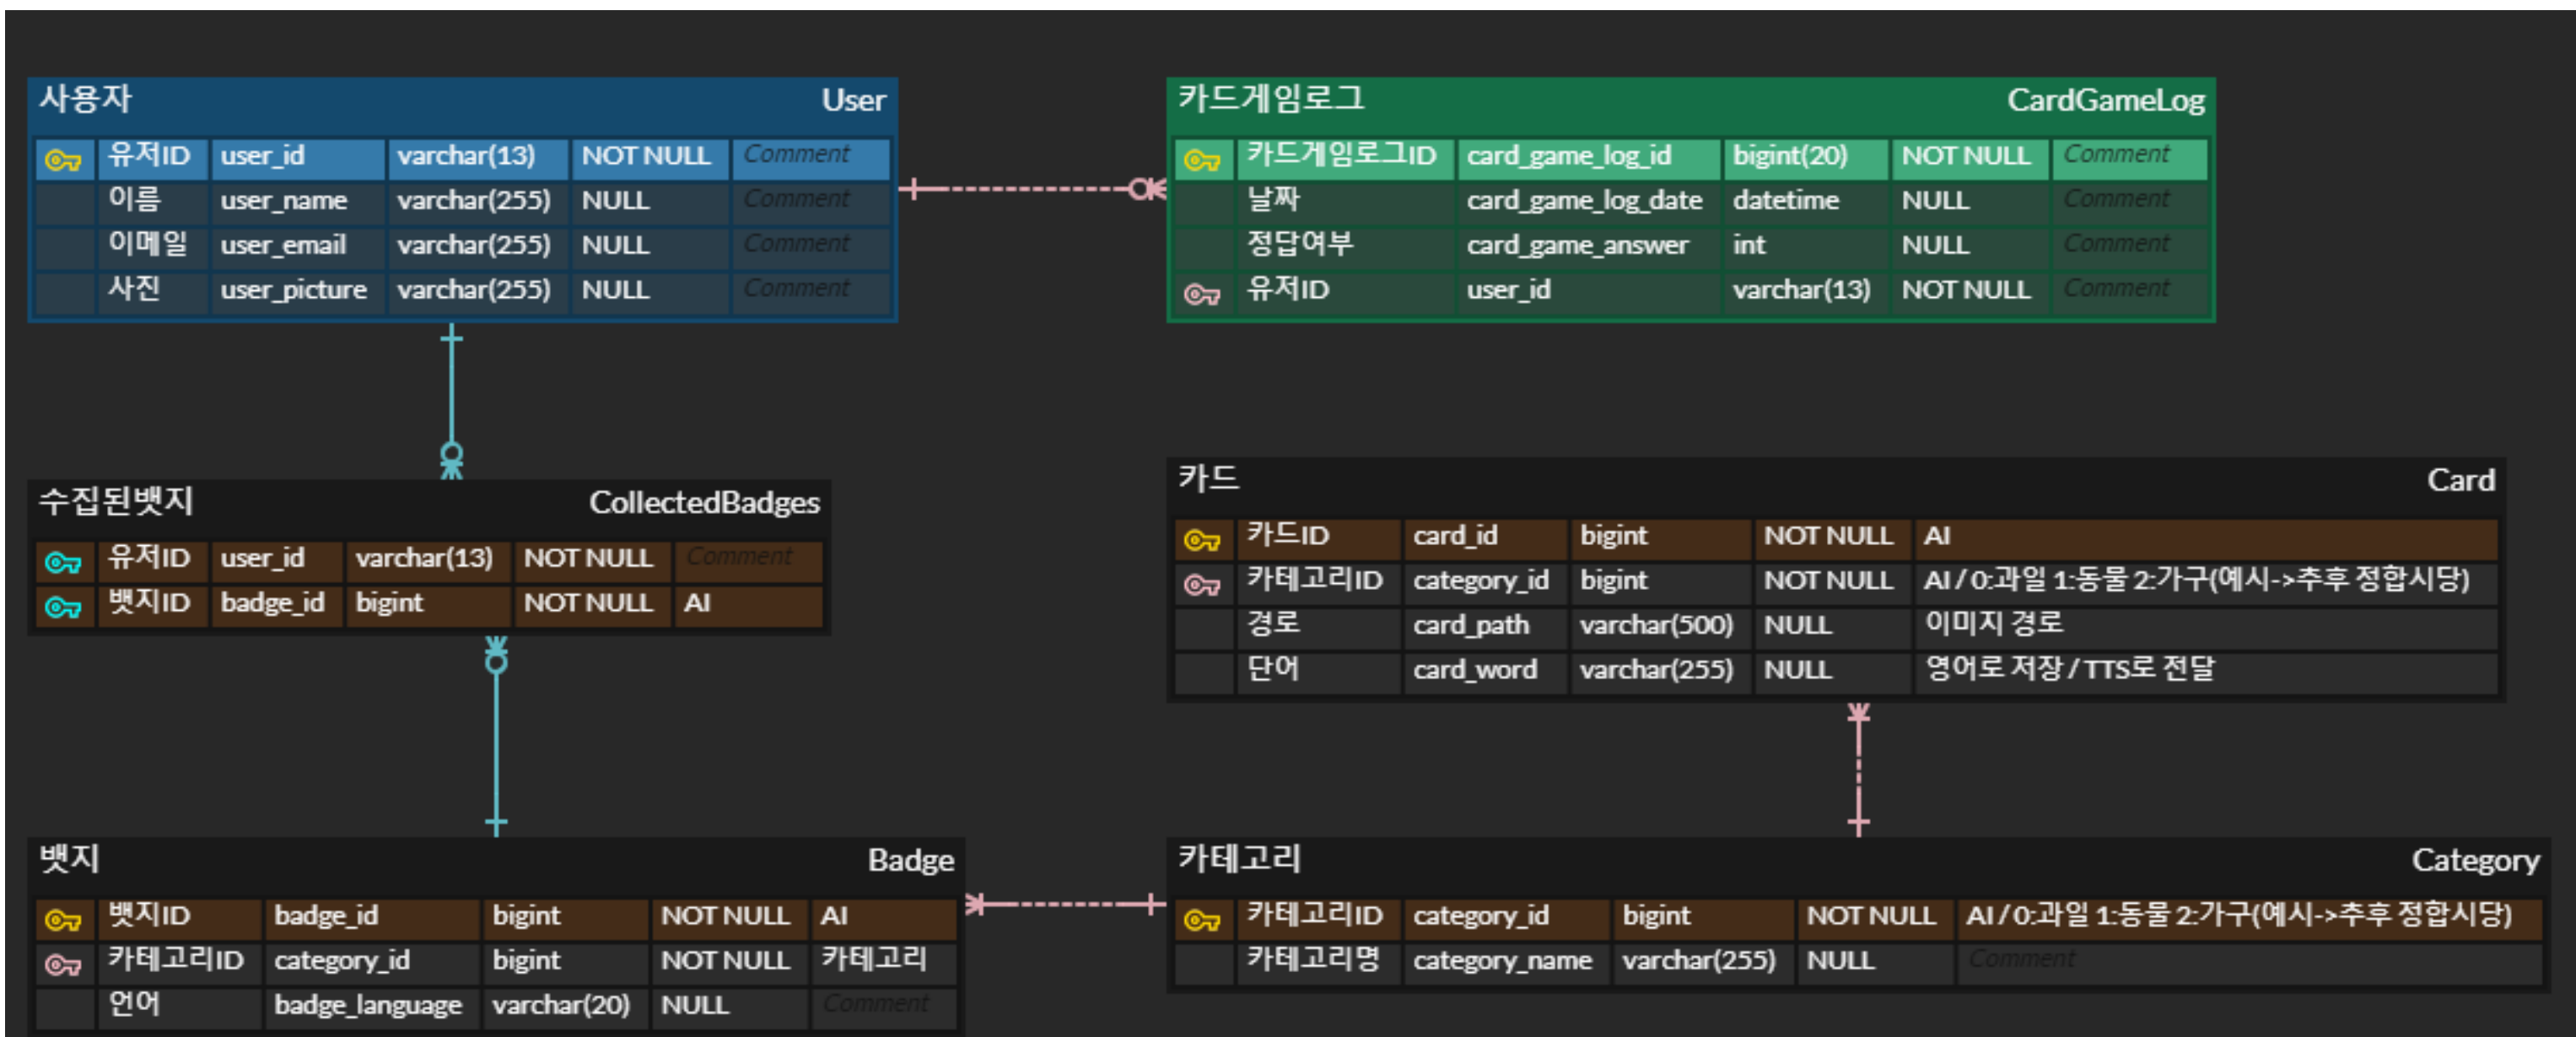 사용자 User
유저ID user_id varchar(13) NOT NULL Comment
이름 user_name varchar(255) NULL Comment
이메일 user_email varchar(255) NULL Comment
사진 user_picture varchar(255) NULL Comment
카드게임로그 CardGameLog
카드게임로그ID card_game_log_id bigint(20) NOT NULL Comment
날짜 card_game_log_date datetime NULL Comment
정답여부 card_game_answer int NULL Comment
유저ID user_id varchar(13) NOT NULL Comment
수집된뱃지 CollectedBadges
유저ID user_id varchar(13) NOT NULL Comment
뱃지ID badge_id bigint NOT NULL AI
카드 Card
카드ID card_id bigint NOT NULL AI
카테고리ID category_id bigint NOT NULL AI / 0:과일 1:동물 2:가구(예시->추후 정합시당)
경로 card_path varchar(500) NULL 이미지 경로
단어 card_word varchar(255) NULL 영어로 저장 / TTS로 전달
뱃지 Badge
뱃지ID badge_id bigint NOT NULL AI
카테고리ID category_id bigint NOT NULL 카테고리
언어 badge_language varchar(20) NULL Comment
카테고리 Category
카테고리ID category_id bigint NOT NULL AI / 0:과일 1:동물 2:가구(예시->추후 정합시당)
카테고리명 category_name varchar(255) NULL Comment